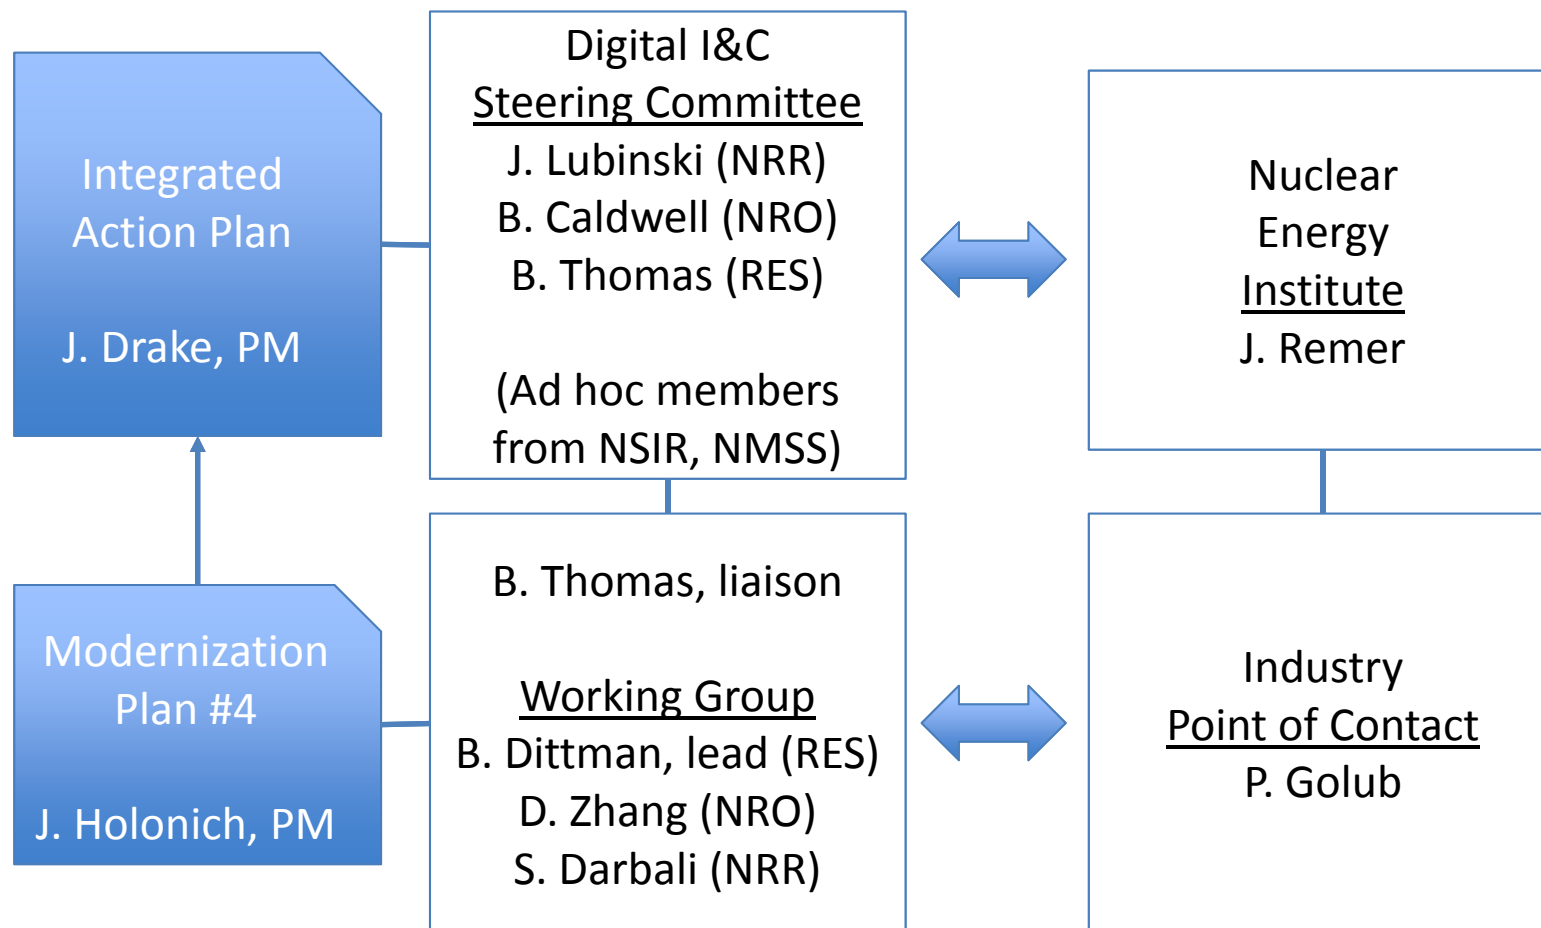 Integrated
Action Plan
J. Drake, PM
Digital I&C
Steering Committee
J. Lubinski (NRR)
B. Caldwell (NRO)
B. Thomas (RES)
(Ad hoc members
from NSIR, NMSS)
Nuclear
Energy
Institute
J. Remer
Modernization
Plan #4
J. Holonich, PM
B. Thomas, liaison
Working Group
B. Dittman, lead (RES)
D. Zhang (NRO)
S. Darbali (NRR)
Industry
Point of Contact
P. Golub